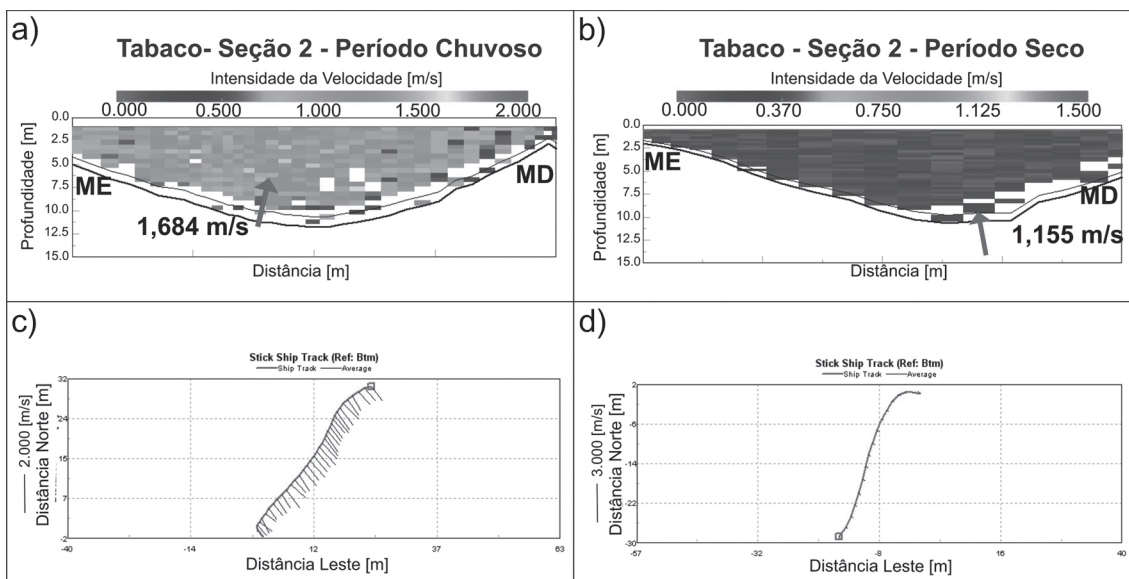 a)
Tabaco- Seção 2 - Período Chuvoso
Intensidade da Velocidade [m/s]
0.000 0.500 1.000 1.500 2.000
Profundidade [m]
0.0
2.5
5.0
7.5
10.0
12.5
15.0
ME
MD
1,684 m/s
Distância [m]
b)
Tabaco - Seção 2 - Período Seco
Intensidade da Velocidade [m/s]
0.000 0.370 0.750 1.125 1.500
Profundidade [m]
0.0
2.5
5.0
7.5
10.0
12.5
15.0
ME
MD
1,155 m/s
Distância [m]
c)
Stick Ship Track (Ref: Btm)
Ship Track Average
2.000 [m/s]
Distância Norte [m]
32
24
15
7
-2
-40 -14 12 37 63
Distância Leste [m]
d)
Stick Ship Track (Ref: Btm)
Ship Track Average
3.000 [m/s]
Distância Norte [m]
2
-6
-14
-22
-30
-57 -32 -8 16 40
Distância Leste [m]